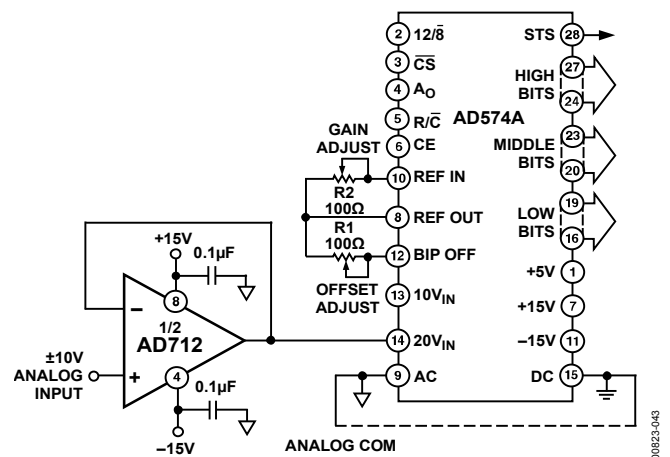 2 12/8̅
3 C̅S̅
4 AO
5 R/C̅
6 CE
10 REF IN
8 REF OUT
12 BIP OFF
13 10VIN
14 20VIN
9 AC
AD574A
STS 28
27
HIGH
BITS
24
23
MIDDLE
BITS
20
19
LOW
BITS
16
+5V 1
+15V 7
–15V 11
DC 15
GAIN
ADJUST
R2
100Ω
R1
100Ω
OFFSET
ADJUST
+15V
0.1µF
8
–
1/2
AD712
±10V
ANALOG
INPUT
+
4
0.1µF
–15V
ANALOG COM
00823-043